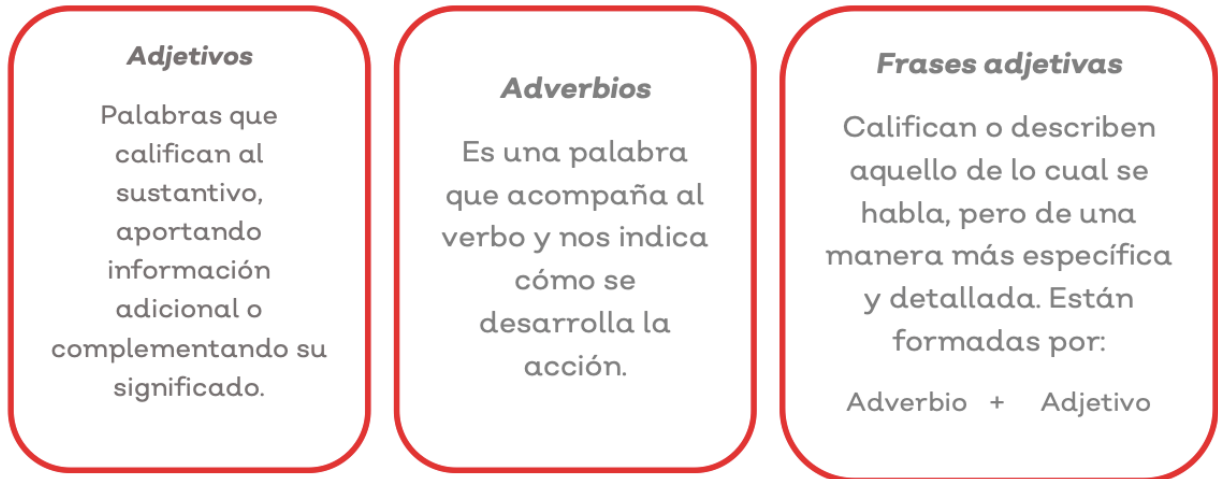 Adjetivos
Palabras que
califican al
sustantivo,
aportando
información
adicional o
complementando su
significado.
Adverbios
Es una palabra
que acompaña al
verbo y nos indica
cómo se
desarrolla la
acción.
Frases adjetivas
Califican o describen
aquello de lo cual se
habla, pero de una
manera más específica
y detallada. Están
formadas por:
Adverbio + Adjetivo